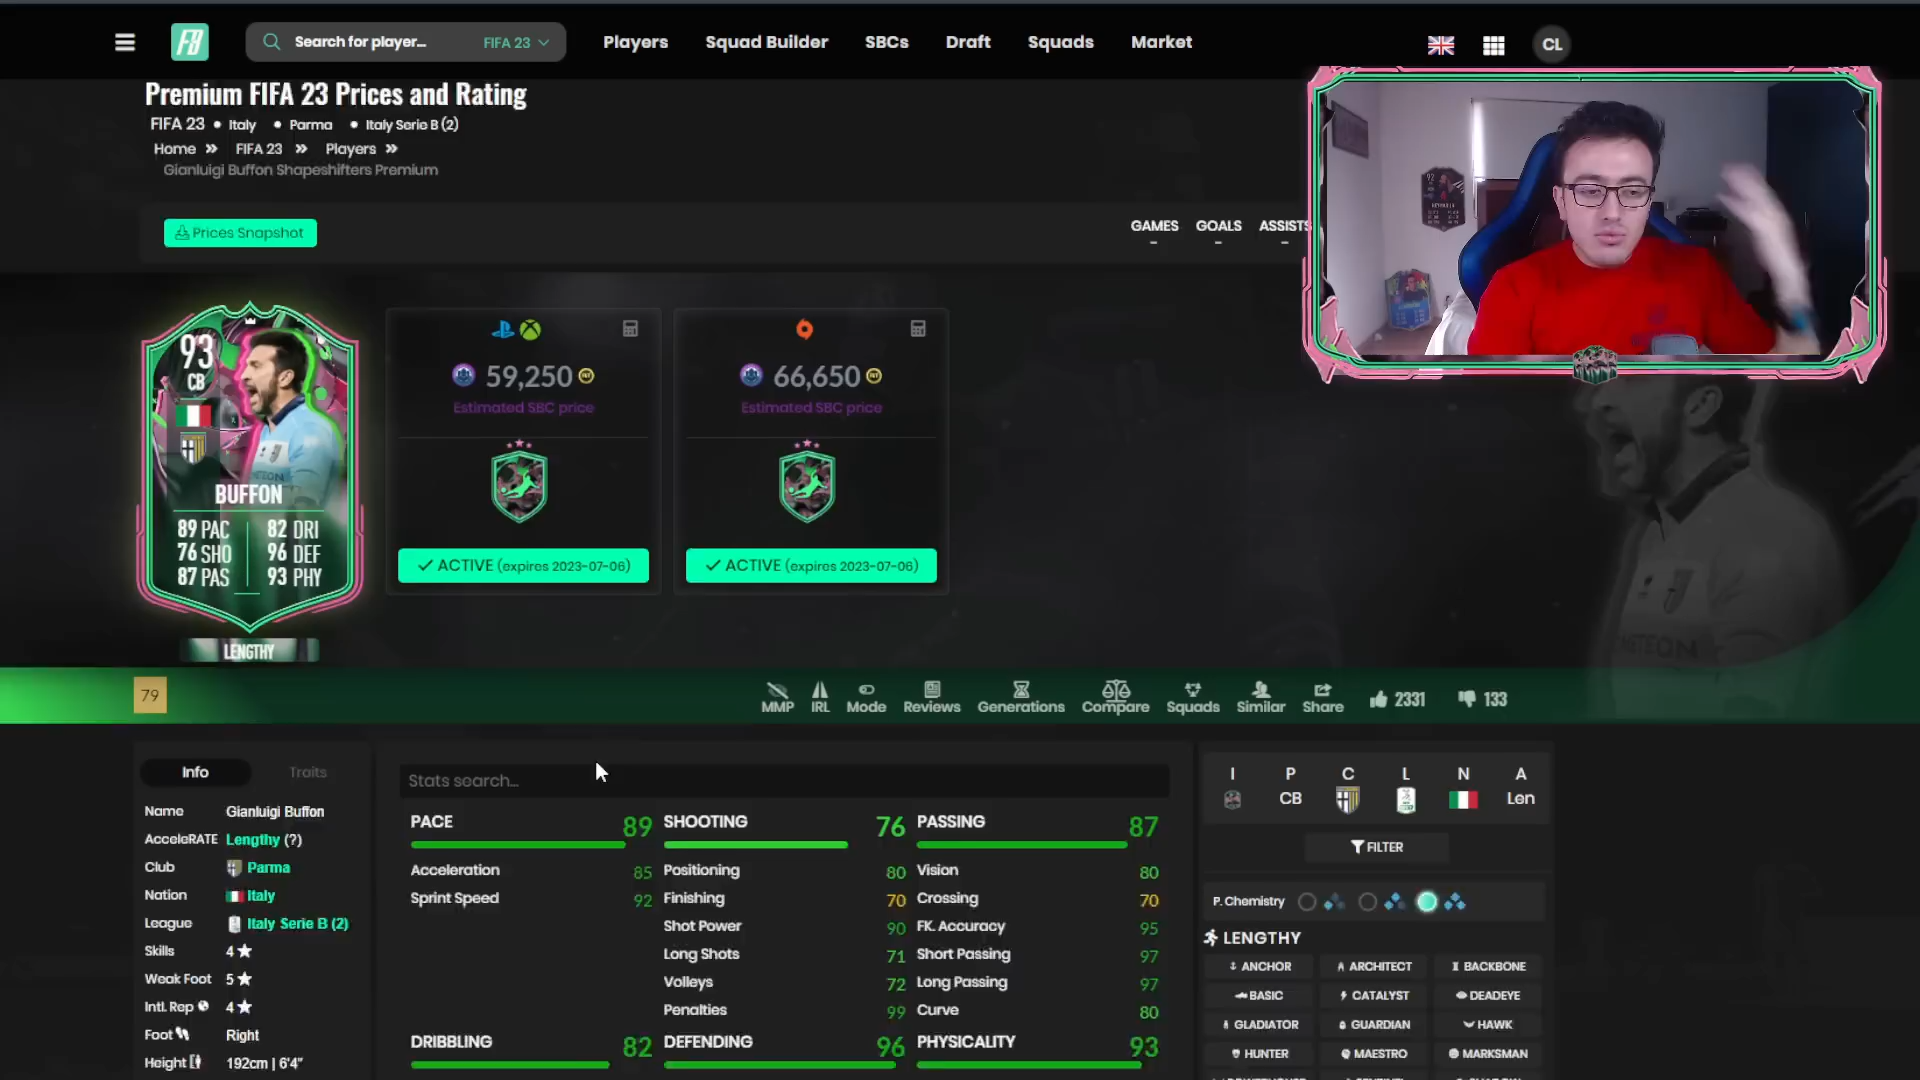 Search for player... FIFA 23
Players Squad Builder SBCs Draft Squads Market
CL
Premium FIFA 23 Prices and Rating
FIFA 23 • Italy • Parma • Italy Serie B (2)
Home » FIFA 23 » Players »
Gianluigi Buffon Shapeshifters Premium
Prices Snapshot
GAMES GOALS ASSISTS
- - -
93
CB
BUFFON
89 PAC 82 DRI
76 SHO 96 DEF
87 PAS 93 PHY
LENGTHY
59,250
Estimated SBC price
ACTIVE (expires 2023-07-06)
66,650
Estimated SBC price
ACTIVE (expires 2023-07-06)
79
MMP IRL Mode Reviews Generations Compare Squads Similar Share 2331 133
Info Traits
Name Gianluigi Buffon
AcceleRATE Lengthy (?)
Club Parma
Nation Italy
League Italy Serie B (2)
Skills 4
Weak Foot 5
Intl. Rep 4
Foot Right
Height 192cm | 6'4"
Stats search...
PACE 89
Acceleration 85
Sprint Speed 92
SHOOTING 76
Positioning 80
Finishing 70
Shot Power 90
Long Shots 71
Volleys 72
Penalties 99
PASSING 87
Vision 80
Crossing 70
FK. Accuracy 95
Short Passing 97
Long Passing 97
Curve 80
DRIBBLING 82
DEFENDING 96
PHYSICALITY 93
I P C L N A
CB Len
FILTER
P. Chemistry
LENGTHY
ANCHOR ARCHITECT BACKBONE
BASIC CATALYST DEADEYE
GLADIATOR GUARDIAN HAWK
HUNTER MAESTRO MARKSMAN